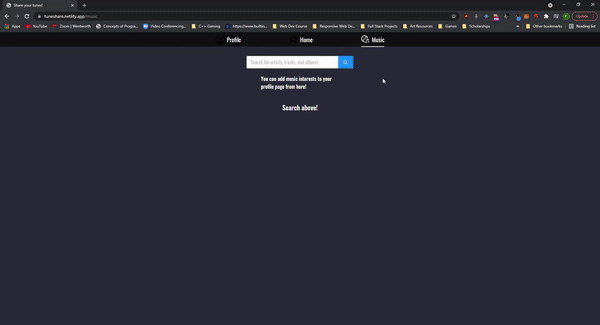 Share your tunes!
tuneshare.netlify.app/music
Update
Apps
YouTube
Zoom | Wentworth
Concepts of Progra...
Video Conferencing...
C++ Gaming
https://www.builtin...
Web Dev Course
Responsive Web De...
Full Stack Projects
Art Resources
Games
Scholarships
»
Other bookmarks
Reading list
Profile
Home
Music
Search for artists, tracks, and albums
You can add music interests to your
profile page from here!
Search above!